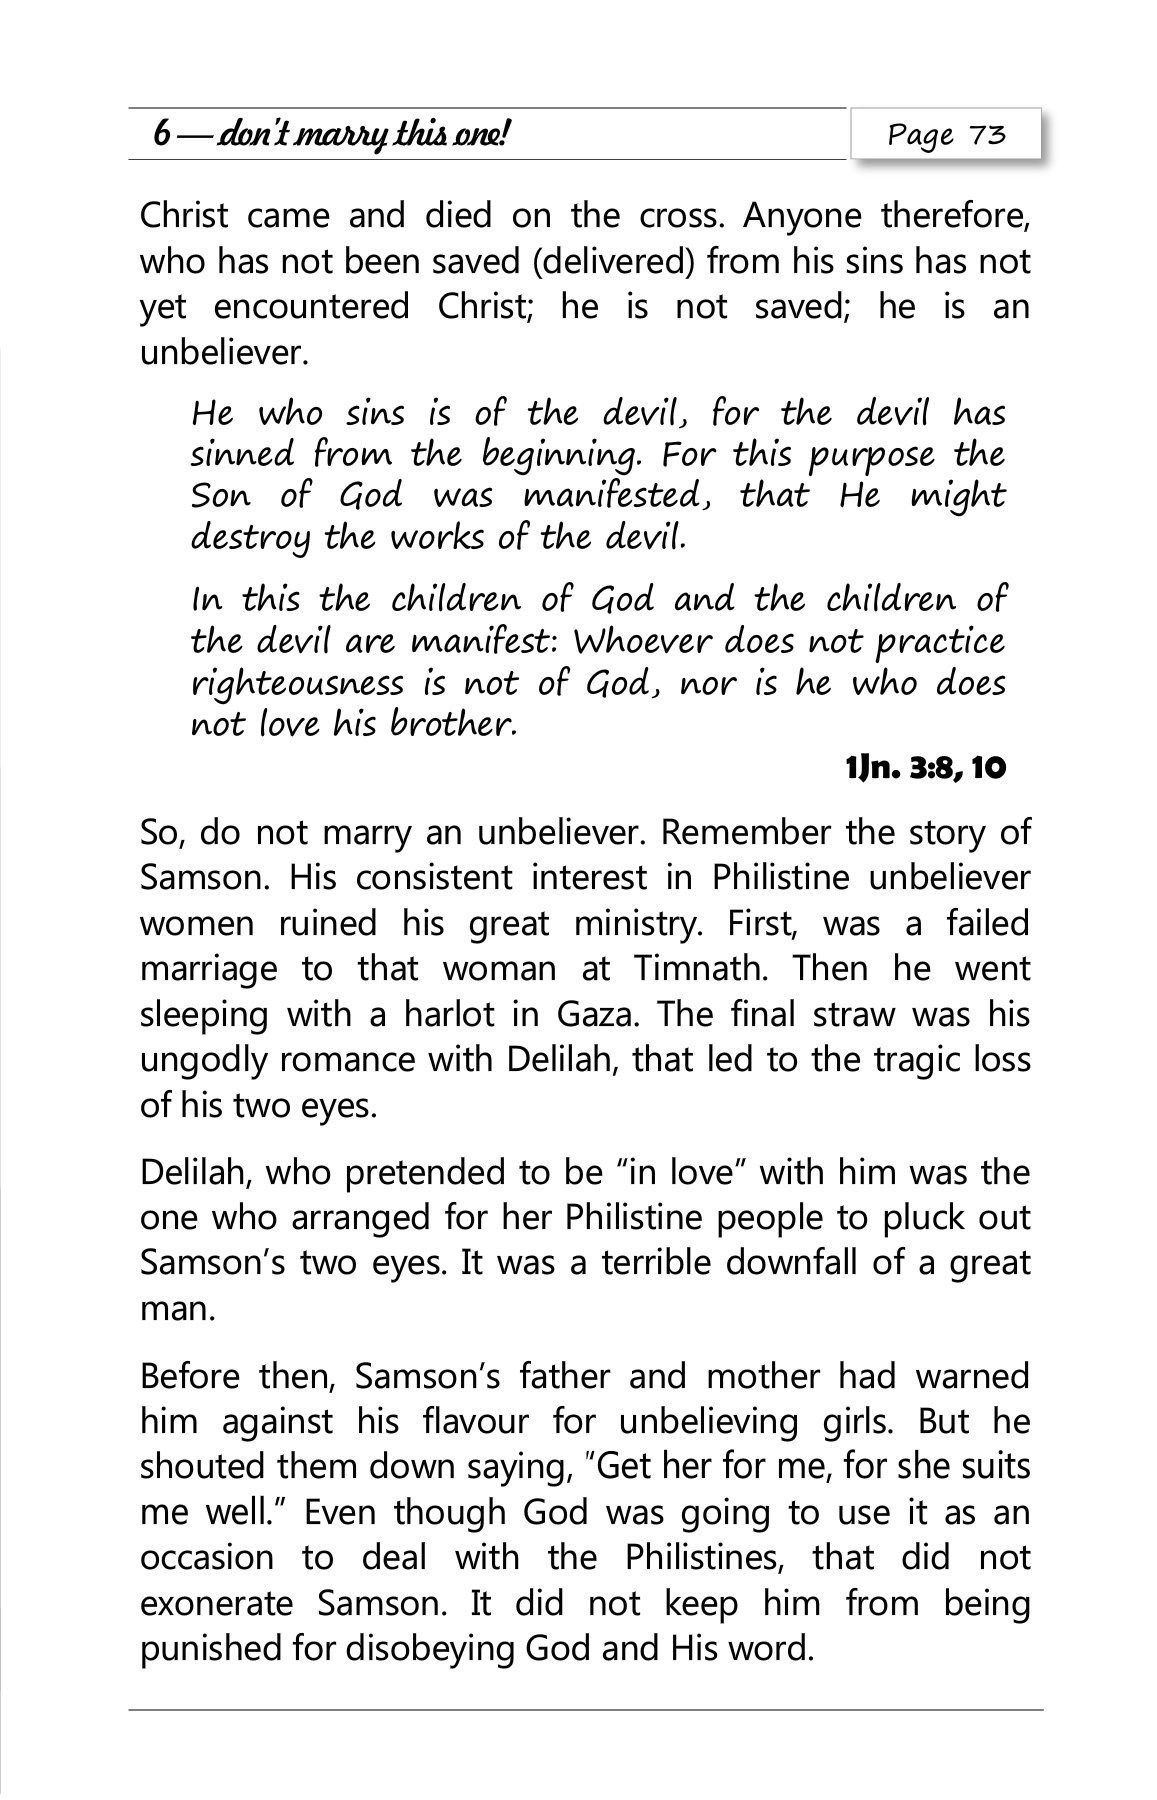 6 — don't marry this one!
Page 73
Christ came and died on the cross. Anyone therefore,
who has not been saved (delivered) from his sins has not
yet encountered Christ; he is not saved; he is an
unbeliever.
He who sins is of the devil, for the devil has
sinned from the beginning. For this purpose the
Son of God was manifested, that He might
destroy the works of the devil.
In this the children of God and the children of
the devil are manifest: Whoever does not practice
righteousness is not of God, nor is he who does
not love his brother.
1Jn. 3:8, 10
So, do not marry an unbeliever. Remember the story of
Samson. His consistent interest in Philistine unbeliever
women ruined his great ministry. First, was a failed
marriage to that woman at Timnath. Then he went
sleeping with a harlot in Gaza. The final straw was his
ungodly romance with Delilah, that led to the tragic loss
of his two eyes.
Delilah, who pretended to be “in love” with him was the
one who arranged for her Philistine people to pluck out
Samson’s two eyes. It was a terrible downfall of a great
man.
Before then, Samson’s father and mother had warned
him against his flavour for unbelieving girls. But he
shouted them down saying, "Get her for me, for she suits
me well.” Even though God was going to use it as an
occasion to deal with the Philistines, that did not
exonerate Samson. It did not keep him from being
punished for disobeying God and His word.